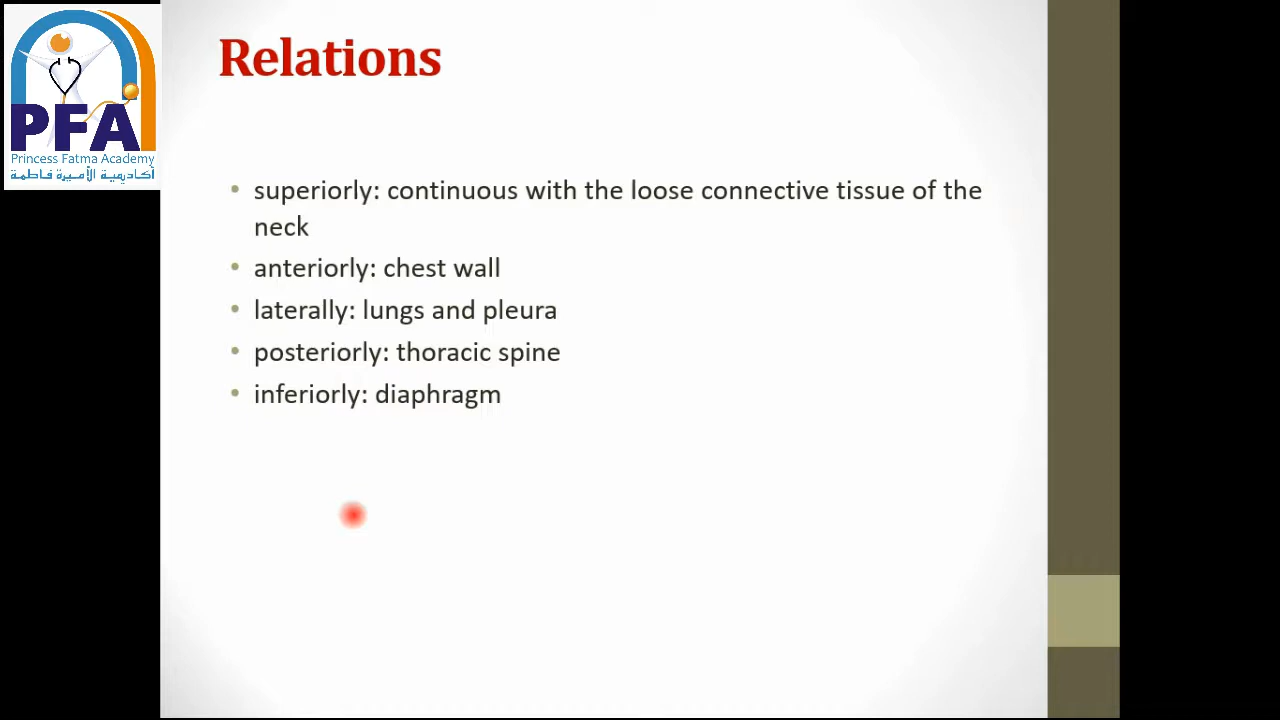 PFA
Princess Fatma Academy
أكاديمية الأميرة فاطمة
Relations
• superiorly: continuous with the loose connective tissue of the
neck
• anteriorly: chest wall
• laterally: lungs and pleura
• posteriorly: thoracic spine
• inferiorly: diaphragm